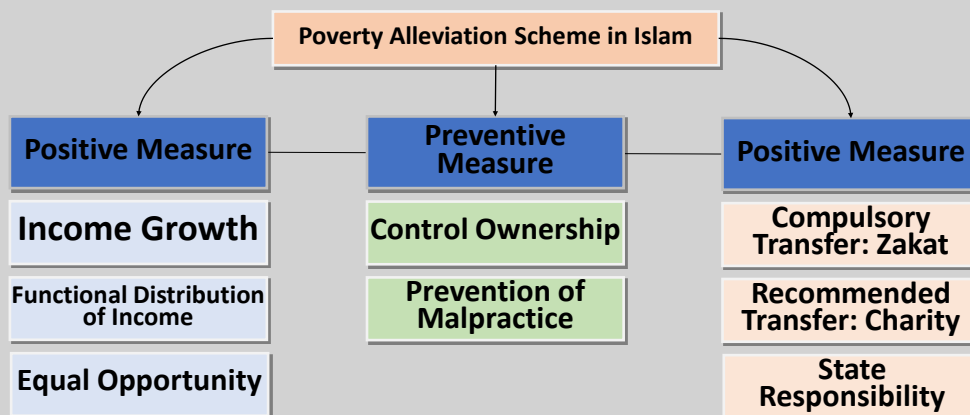 Poverty Alleviation Scheme in Islam
Positive Measure
Income Growth
Functional Distribution
of Income
Equal Opportunity
Preventive
Measure
Control Ownership
Prevention of
Malpractice
Positive Measure
Compulsory
Transfer: Zakat
Recommended
Transfer: Charity
State
Responsibility